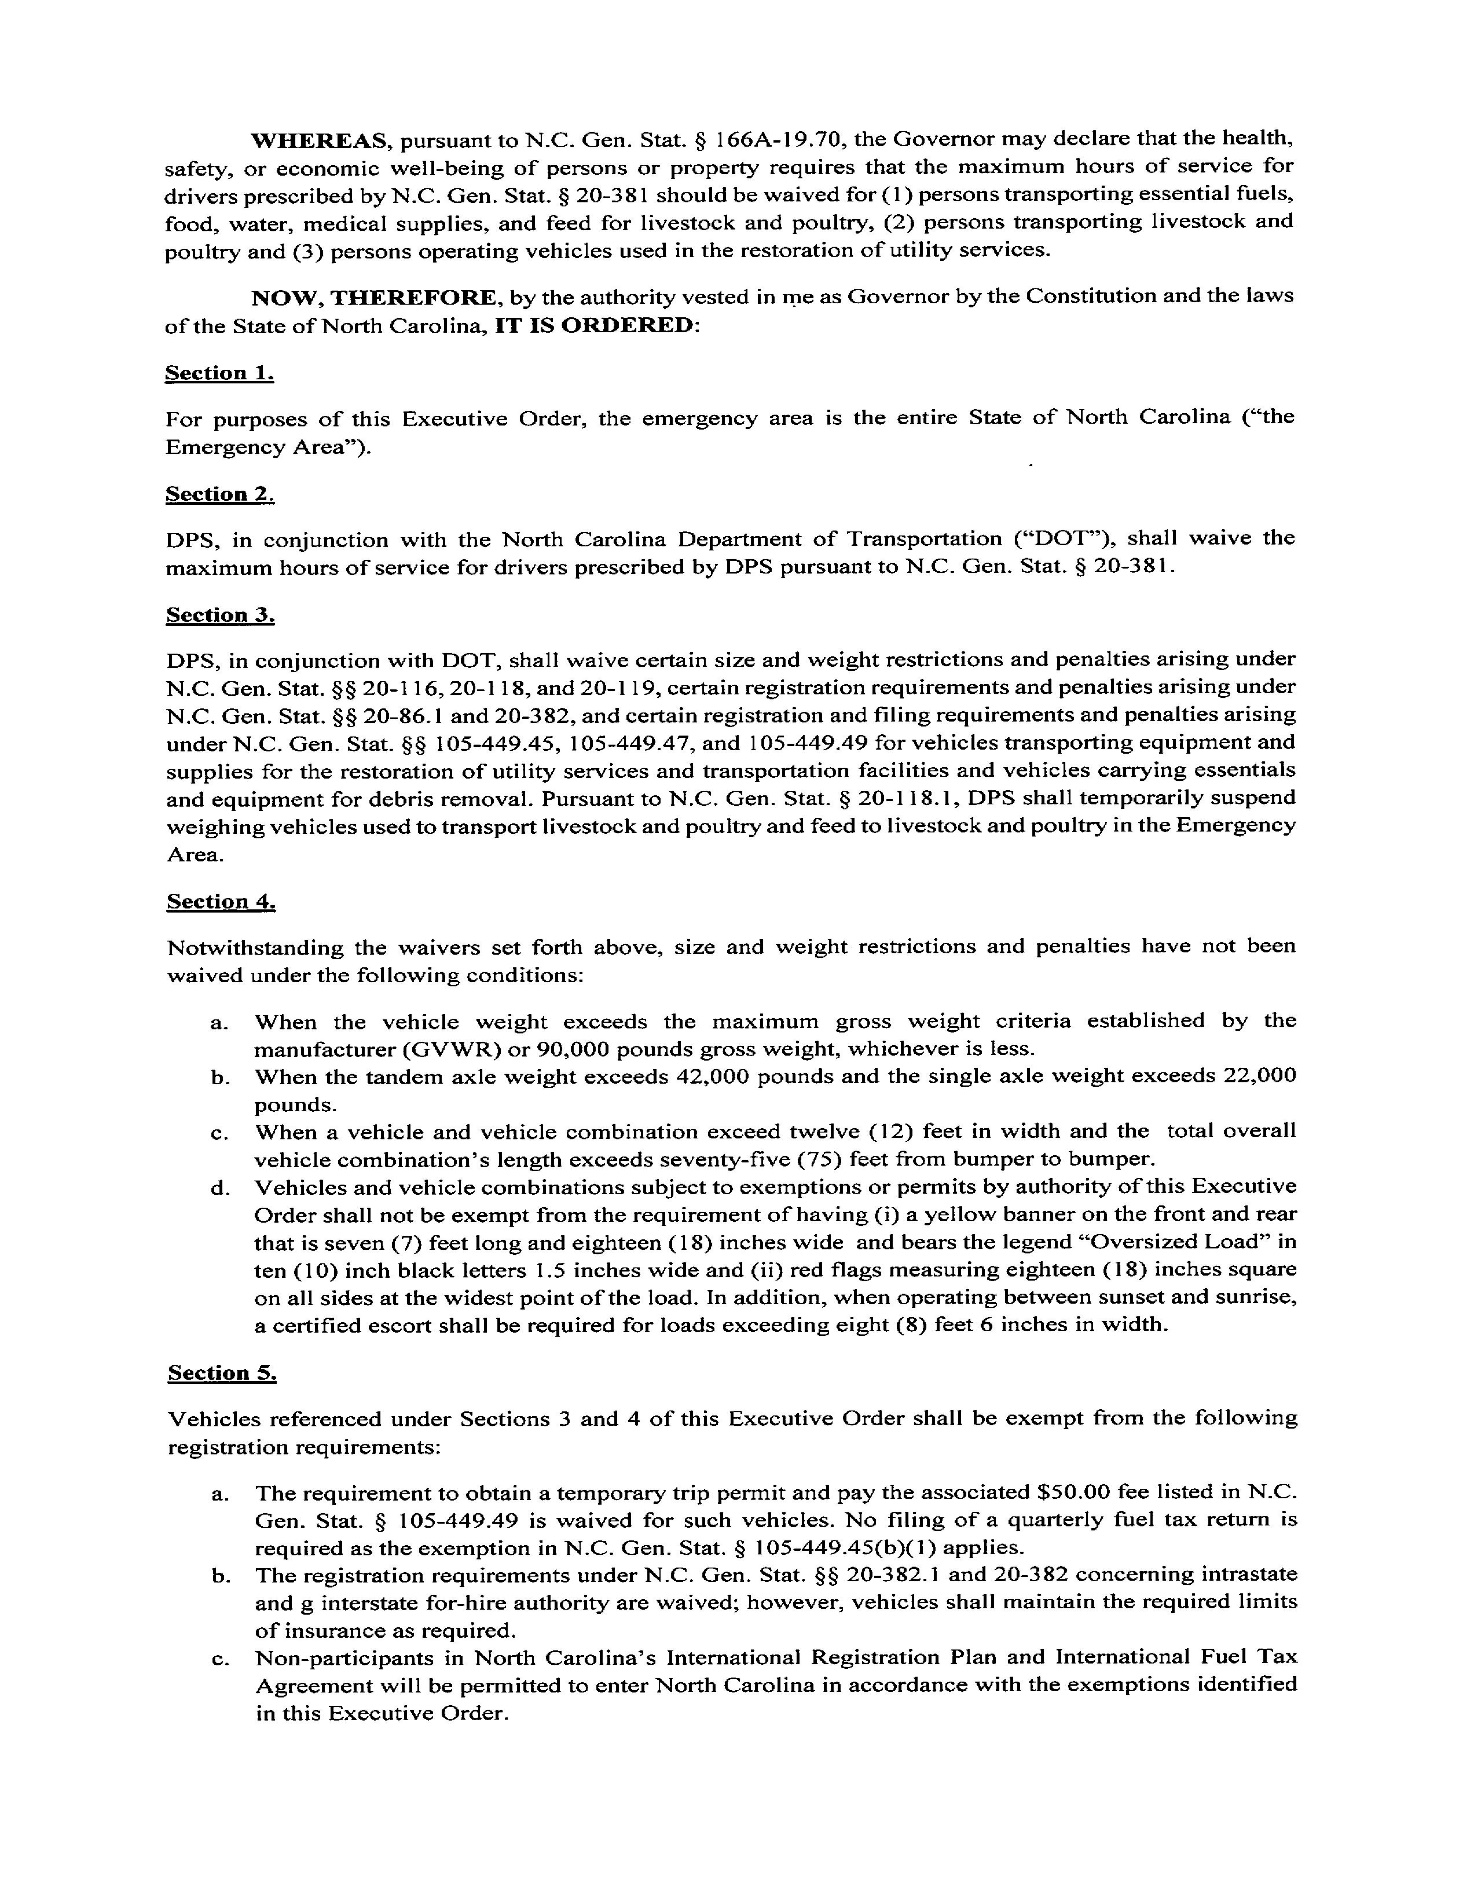 WHEREAS, pursuant to N.C. Gen. Stat. § 166A-19.70, the Governor may declare that the health,
safety, or economic well-being of persons or property requires that the maximum hours of service for
drivers prescribed by N.C. Gen. Stat. § 20-381 should be waived for (1) persons transporting essential fuels,
food, water, medical supplies, and feed for livestock and poultry, (2) persons transporting livestock and
poultry and (3) persons operating vehicles used in the restoration of utility services.
NOW, THEREFORE, by the authority vested in me as Governor by the Constitution and the laws
of the State of North Carolina, IT IS ORDERED:
Section 1.
For purposes of this Executive Order, the emergency area is the entire State of North Carolina (“the
Emergency Area”).
Section 2.
DPS, in conjunction with the North Carolina Department of Transportation (“DOT”), shall waive the
maximum hours of service for drivers prescribed by DPS pursuant to N.C. Gen. Stat. § 20-381.
Section 3.
DPS, in conjunction with DOT, shall waive certain size and weight restrictions and penalties arising under
N.C. Gen. Stat. §§ 20-116, 20-118, and 20-119, certain registration requirements and penalties arising under
N.C. Gen. Stat. §§ 20-86.1 and 20-382, and certain registration and filing requirements and penalties arising
under N.C. Gen. Stat. §§ 105-449.45, 105-449.47, and 105-449.49 for vehicles transporting equipment and
supplies for the restoration of utility services and transportation facilities and vehicles carrying essentials
and equipment for debris removal. Pursuant to N.C. Gen. Stat. § 20-118.1, DPS shall temporarily suspend
weighing vehicles used to transport livestock and poultry and feed to livestock and poultry in the Emergency
Area.
Section 4.
Notwithstanding the waivers set forth above, size and weight restrictions and penalties have not been
waived under the following conditions:
a. When the vehicle weight exceeds the maximum gross weight criteria established by the
manufacturer (GVWR) or 90,000 pounds gross weight, whichever is less.
b. When the tandem axle weight exceeds 42,000 pounds and the single axle weight exceeds 22,000
pounds.
c. When a vehicle and vehicle combination exceed twelve (12) feet in width and the total overall
vehicle combination’s length exceeds seventy-five (75) feet from bumper to bumper.
d. Vehicles and vehicle combinations subject to exemptions or permits by authority of this Executive
Order shall not be exempt from the requirement of having (i) a yellow banner on the front and rear
that is seven (7) feet long and eighteen (18) inches wide and bears the legend “Oversized Load” in
ten (10) inch black letters 1.5 inches wide and (ii) red flags measuring eighteen (18) inches square
on all sides at the widest point of the load. In addition, when operating between sunset and sunrise,
a certified escort shall be required for loads exceeding eight (8) feet 6 inches in width.
Section 5.
Vehicles referenced under Sections 3 and 4 of this Executive Order shall be exempt from the following
registration requirements:
a. The requirement to obtain a temporary trip permit and pay the associated $50.00 fee listed in N.C.
Gen. Stat. § 105-449.49 is waived for such vehicles. No filing of a quarterly fuel tax return is
required as the exemption in N.C. Gen. Stat. § 105-449.45(b)(1) applies.
b. The registration requirements under N.C. Gen. Stat. §§ 20-382.1 and 20-382 concerning intrastate
and g interstate for-hire authority are waived; however, vehicles shall maintain the required limits
of insurance as required.
c. Non-participants in North Carolina’s International Registration Plan and International Fuel Tax
Agreement will be permitted to enter North Carolina in accordance with the exemptions identified
in this Executive Order.